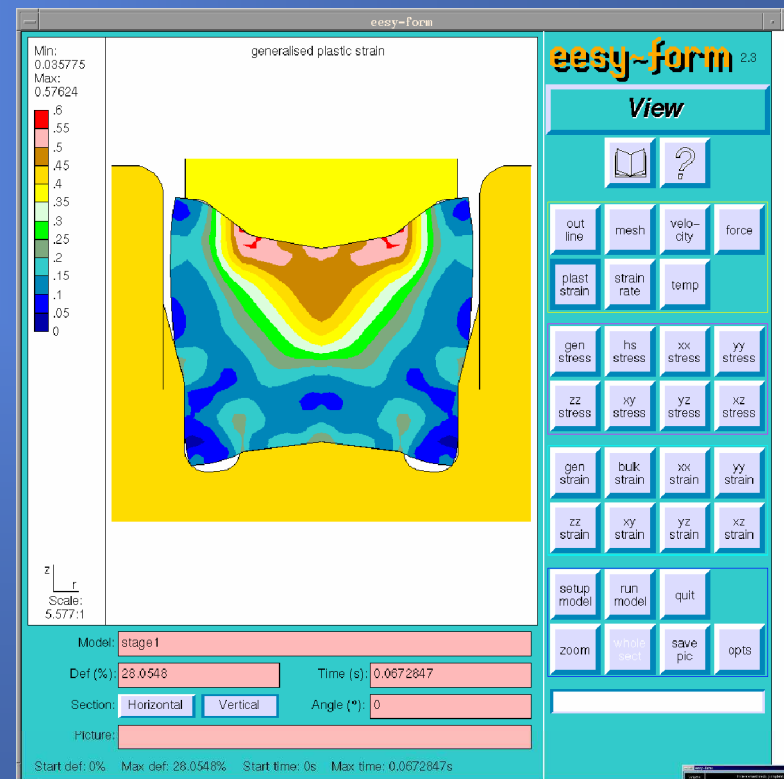 eesy-form
Min:
0.035775
Max:
0.57624
.6
.55
.5
.45
.4
.35
.3
.25
.2
.15
.1
.05
0
generalised plastic strain
z
r
Scale:
5.577:1
eesy~form 2.3
View
?
out line
mesh
velo-city
force
plast strain
strain rate
temp
gen stress
hs stress
xx stress
yy stress
zz stress
xy stress
yz stress
xz stress
gen strain
bulk strain
xx strain
yy strain
zz strain
xy strain
yz strain
xz strain
setup model
run model
quit
zoom
whole sect
save pic
opts
Model: stage1
Def (%): 28.0548 Time (s): 0.0672847
Section: Horizontal Vertical Angle (°): 0
Picture:
Start def: 0% Max def: 28.0548% Start time: 0s Max time: 0.0672847s